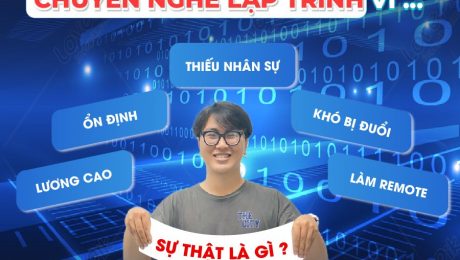 CHUYỂN NGHỀ LẬP TRÌNH VÌ ...
THIẾU NHÂN SỰ
ỔN ĐỊNH
KHÓ BỊ ĐUỔI
LƯƠNG CAO
LÀM REMOTE
SỰ THẬT LÀ GÌ ?